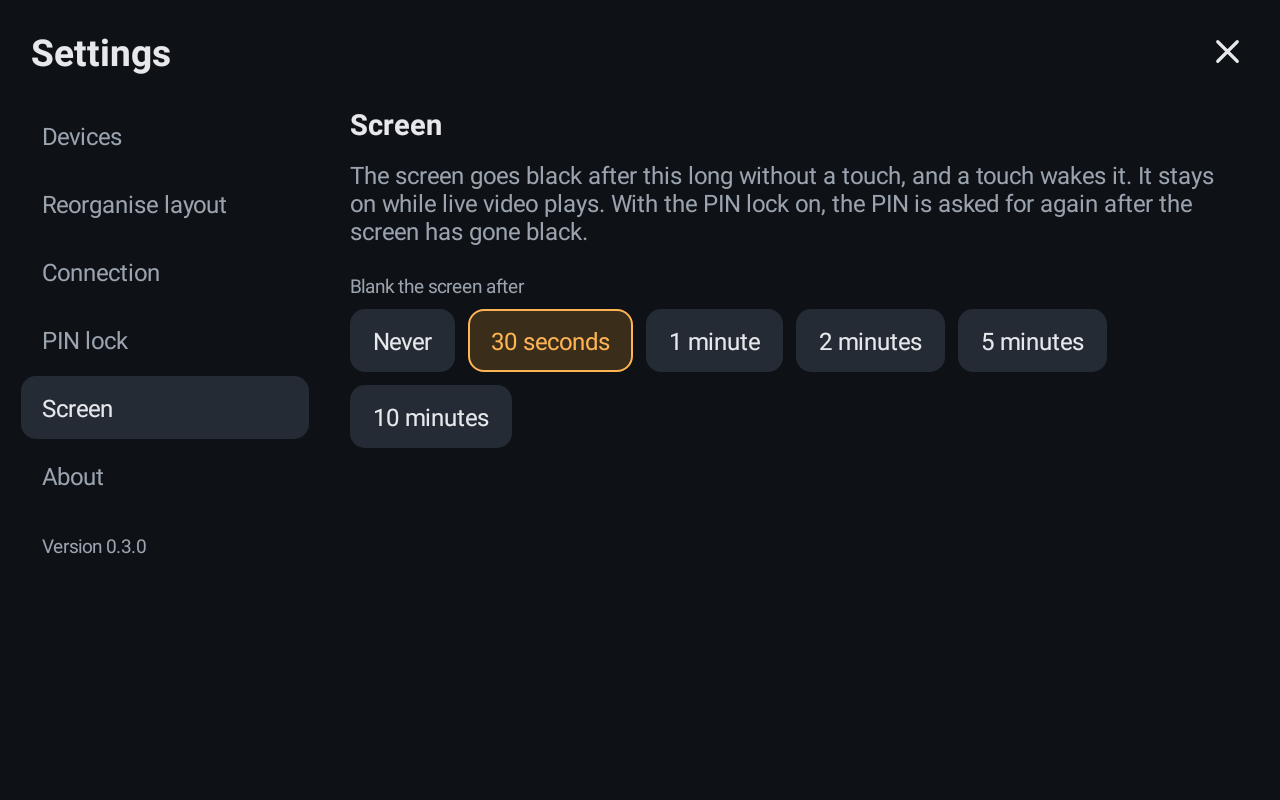 Settings
Devices
Reorganise layout
Connection
PIN lock
Screen
About
Version 0.3.0
Screen
The screen goes black after this long without a touch, and a touch wakes it. It stays
on while live video plays. With the PIN lock on, the PIN is asked for again after the
screen has gone black.
Blank the screen after
Never 30 seconds 1 minute 2 minutes 5 minutes
10 minutes